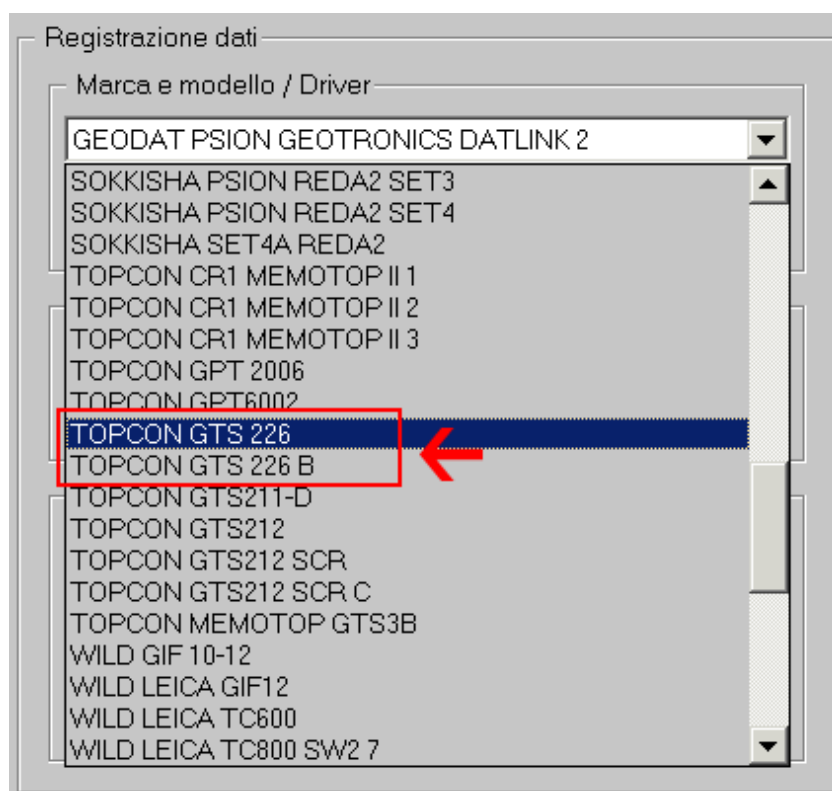 Registrazione dati
Marca e modello / Driver
GEODAT PSION GEOTRONICS DATLINK 2
SOKKISHA PSION REDA2 SET3
SOKKISHA PSION REDA2 SET4
SOKKISHA SET4A REDA2
TOPCON CR1 MEMOTOP II 1
TOPCON CR1 MEMOTOP II 2
TOPCON CR1 MEMOTOP II 3
TOPCON GPT 2006
TOPCON GPT6002
TOPCON GTS 226
TOPCON GTS 226 B
TOPCON GTS211-D
TOPCON GTS212
TOPCON GTS212 SCR
TOPCON GTS212 SCR C
TOPCON MEMOTOP GTS3B
WILD GIF 10-12
WILD LEICA GIF12
WILD LEICA TC600
WILD LEICA TC800 SW2 7